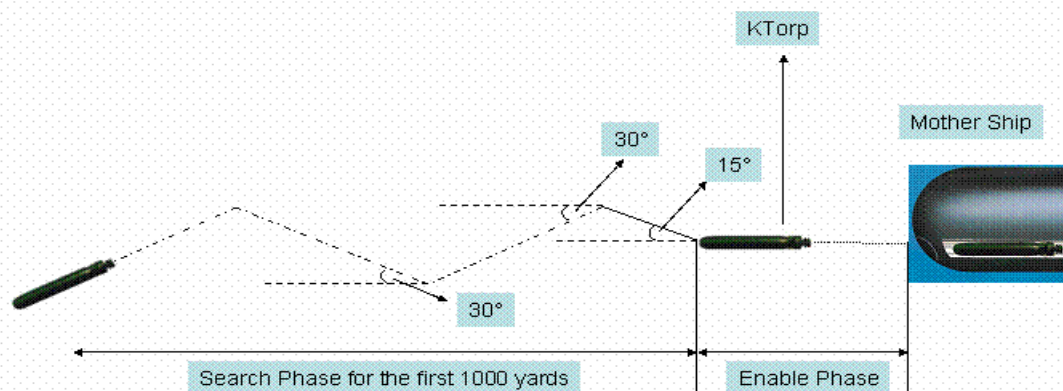 KTorp
Mother Ship
30°
15°
30°
Search Phase for the first 1000 yards
Enable Phase